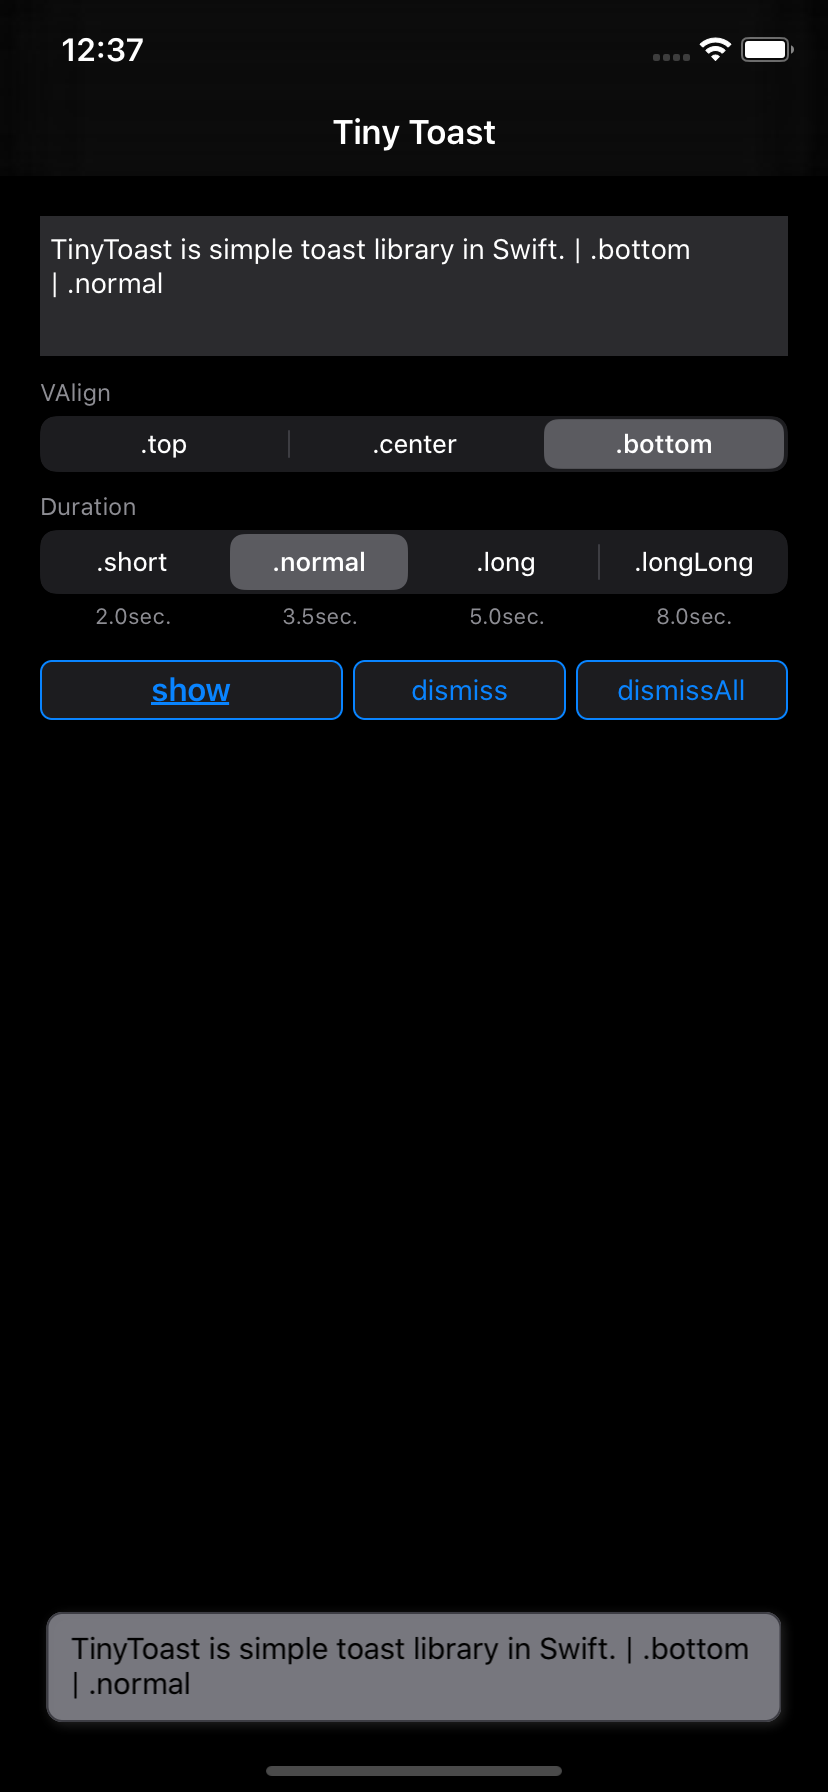 12:37
Tiny Toast
TinyToast is simple toast library in Swift. | .bottom
| .normal
VAlign
.top .center .bottom
Duration
.short .normal .long .longLong
2.0sec. 3.5sec. 5.0sec. 8.0sec.
show dismiss dismissAll
TinyToast is simple toast library in Swift. | .bottom
| .normal